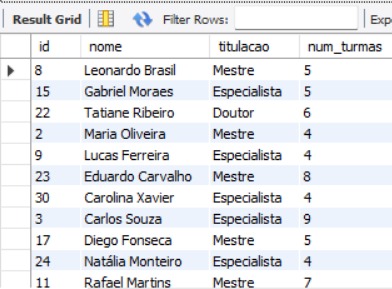 Result Grid Filter Rows: Exp
id nome titulacao num_turmas
8 Leonardo Brasil Mestre 5
15 Gabriel Moraes Especialista 5
22 Tatiane Ribeiro Doutor 6
2 Maria Oliveira Mestre 4
9 Lucas Ferreira Especialista 4
23 Eduardo Carvalho Mestre 8
30 Carolina Xavier Especialista 4
3 Carlos Souza Especialista 9
17 Diego Fonseca Mestre 5
24 Natália Monteiro Especialista 4
11 Rafael Martins Mestre 7